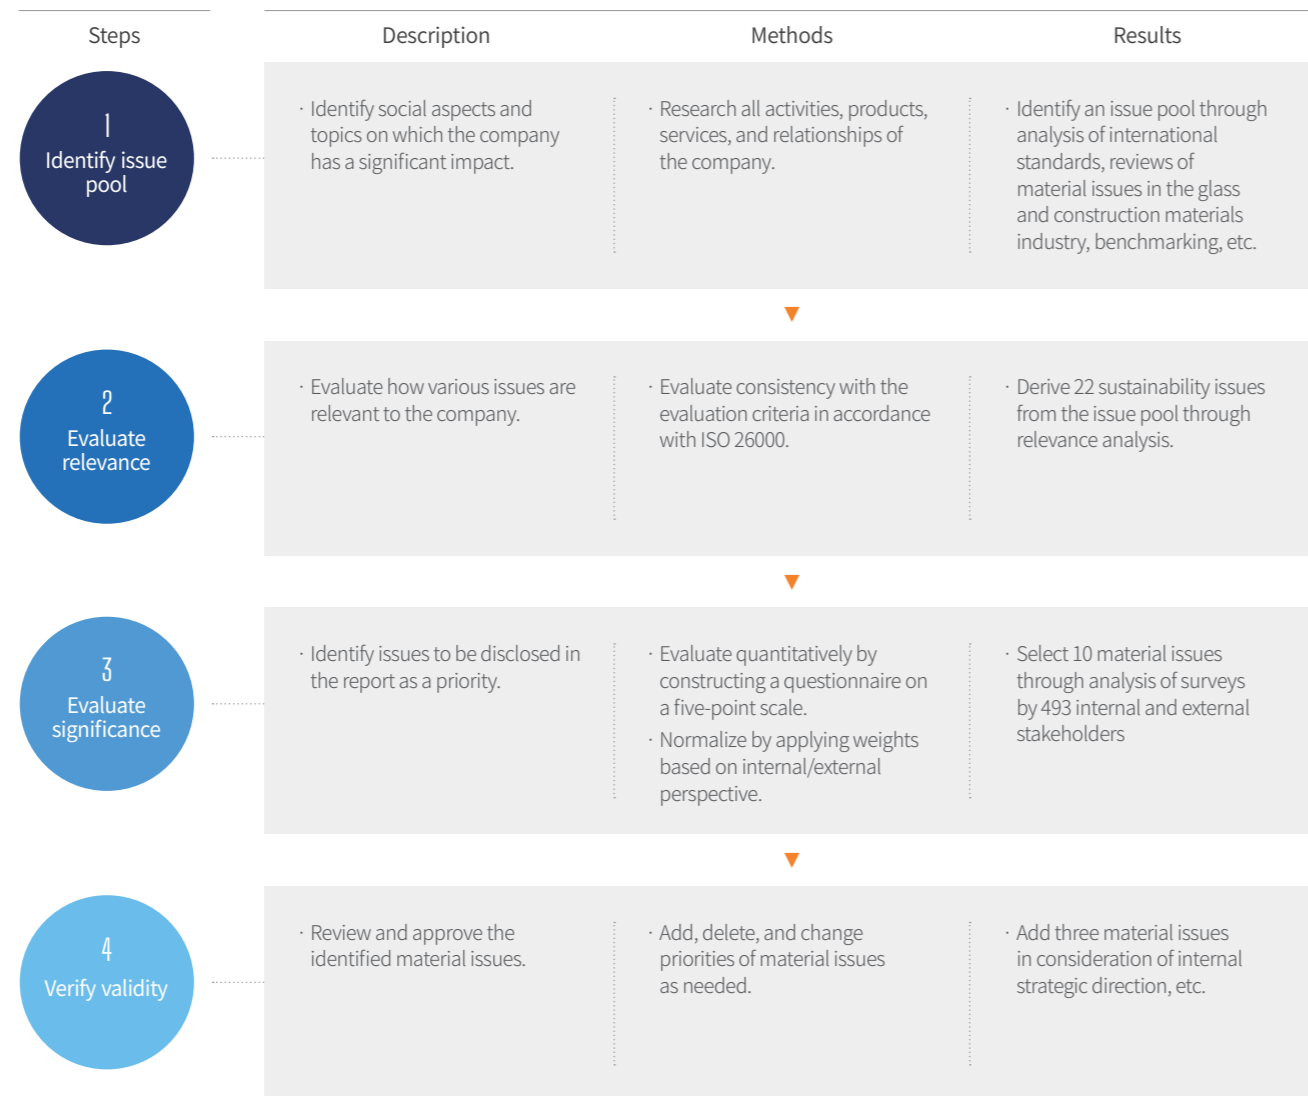 Steps
Description
Methods
Results
1
Identify issue
pool
· Identify social aspects and
topics on which the company
has a significant impact.
· Research all activities, products,
services, and relationships of
the company.
· Identify an issue pool through
analysis of international
standards, reviews of
material issues in the glass
and construction materials
industry, benchmarking, etc.
2
Evaluate
relevance
· Evaluate how various issues are
relevant to the company.
· Evaluate consistency with the
evaluation criteria in accordance
with ISO 26000.
· Derive 22 sustainability issues
from the issue pool through
relevance analysis.
3
Evaluate
significance
· Identify issues to be disclosed in
the report as a priority.
· Evaluate quantitatively by
constructing a questionnaire on
a five-point scale.
· Normalize by applying weights
based on internal/external
perspective.
· Select 10 material issues
through analysis of surveys
by 493 internal and external
stakeholders
4
Verify validity
· Review and approve the
identified material issues.
· Add, delete, and change
priorities of material issues
as needed.
· Add three material issues
in consideration of internal
strategic direction, etc.